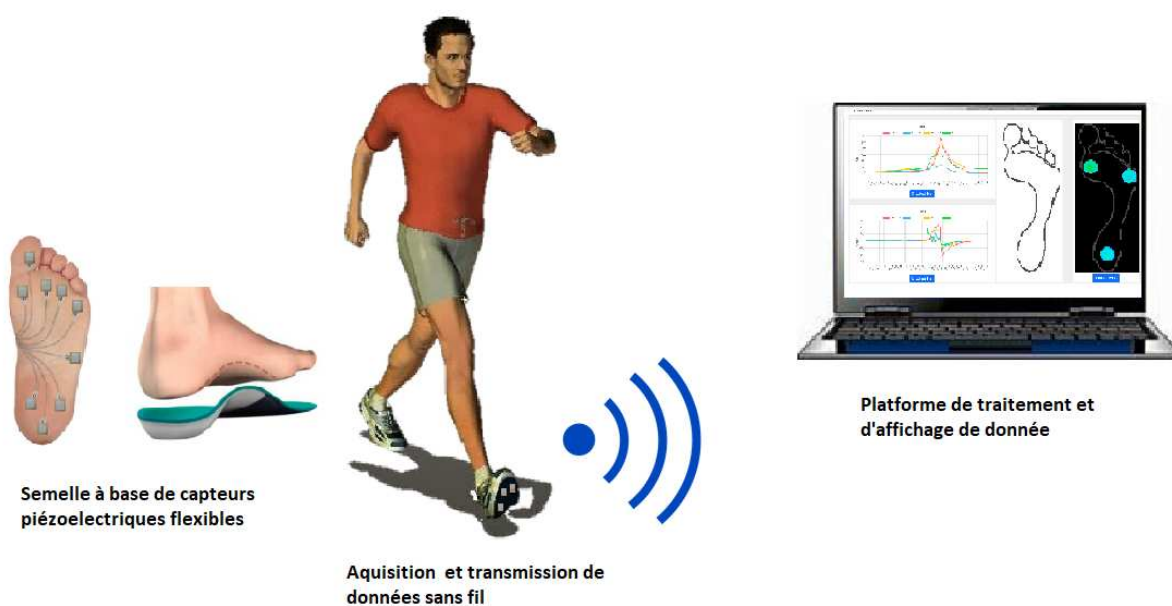 Semelle à base de capteurs
piézoelectriques flexibles
Aquisition et transmission de
données sans fil
Platforme de traitement et
d'affichage de donnée